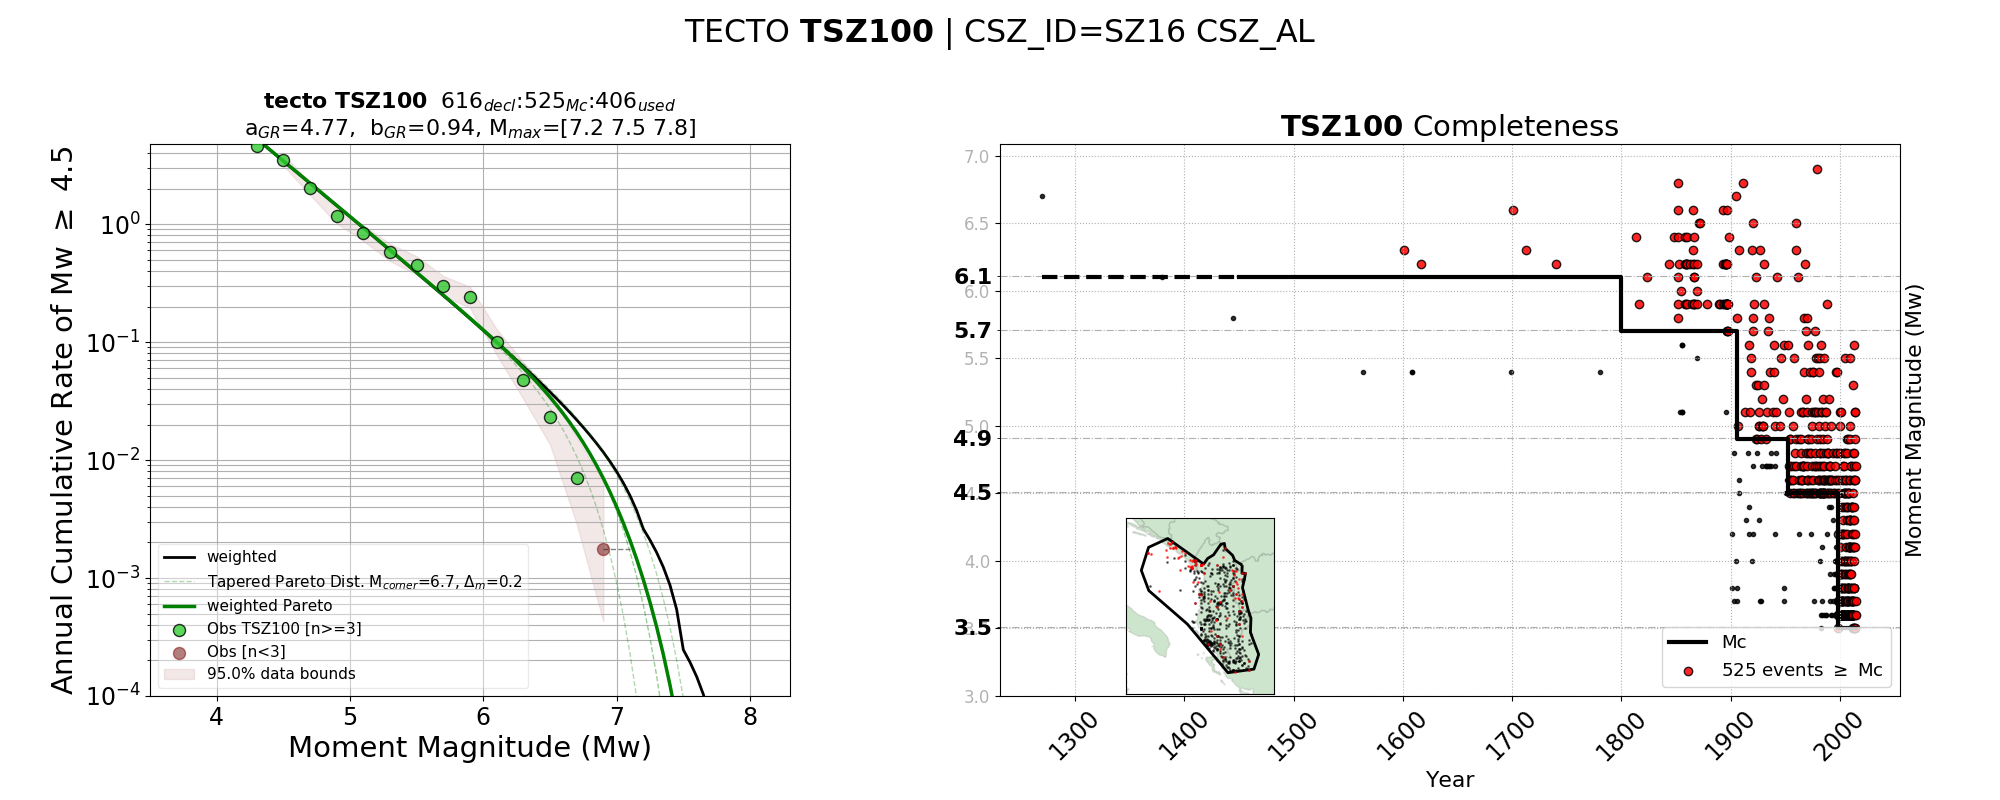 TECTO TSZ100 | CSZ_ID=SZ16 CSZ_AL
tecto TSZ100 616decl:525Mc:406used
aGR=4.77, bGR=0.94, Mmax=[7.2 7.5 7.8]
Annual Cumulative Rate of Mw ≥ 4.5
10^0
10^-1
10^-2
10^-3
10^-4
weighted
Tapered Pareto Dist. Mcorner=6.7, Δm=0.2
weighted Pareto
Obs TSZ100 [n>=3]
Obs [n<3]
95.0% data bounds
4 5 6 7 8
Moment Magnitude (Mw)
TSZ100 Completeness
7.0
6.5
6.1
6.0
5.7
5.5
5.0
4.9
4.5
4.0
3.5
3.0
Mc
525 events ≥ Mc
1300 1400 1500 1600 1700 1800 1900 2000
Year
Moment Magnitude (Mw)